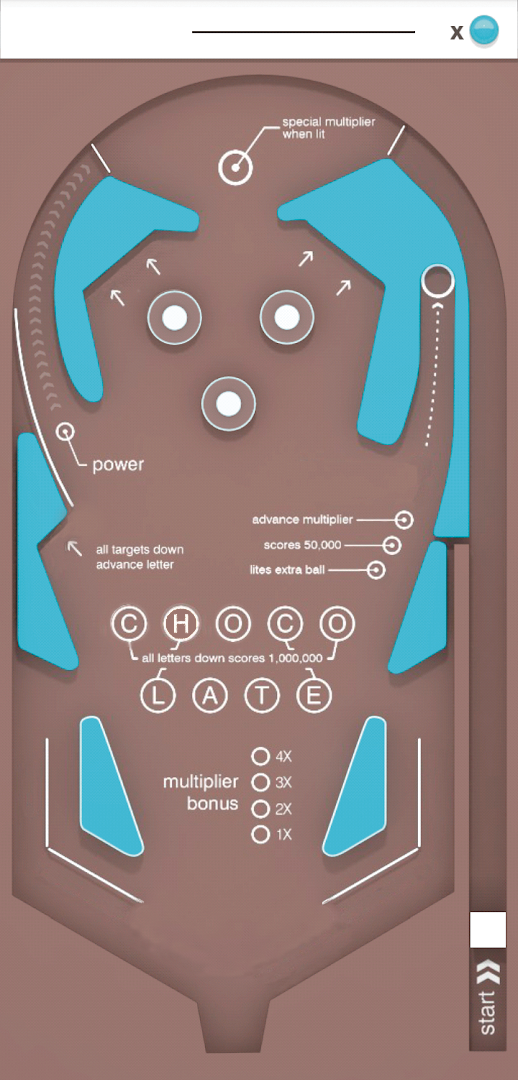 x
special multiplier
when lit
power
advance multiplier
scores 50,000
lites extra ball
all targets down
advance letter
C H O C O
all letters down scores 1,000,000
L A T E
multiplier
bonus
4X
3X
2X
1X
start